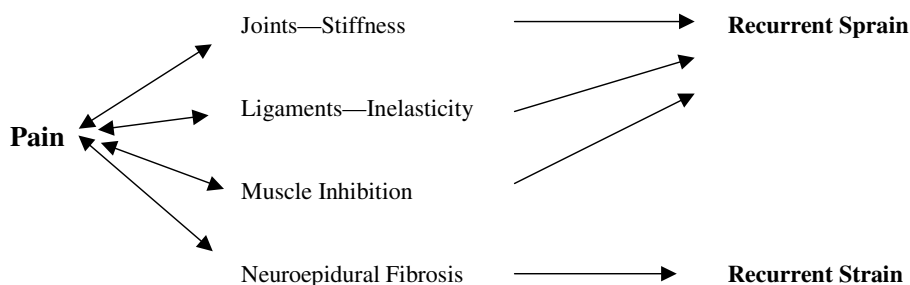 Joints—Stiffness Recurrent Sprain
Ligaments—Inelasticity
Pain
Muscle Inhibition
Neuroepidural Fibrosis Recurrent Strain